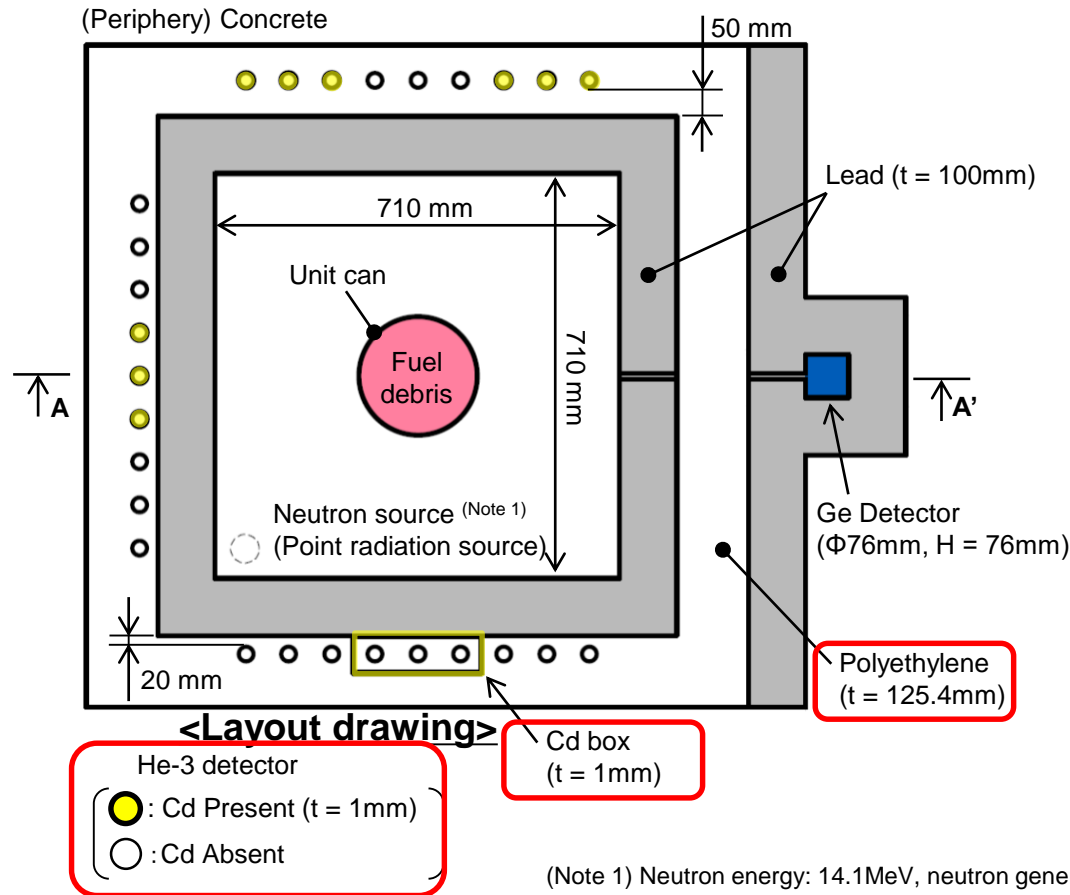 (Periphery) Concrete
50 mm
Lead (t = 100mm)
710 mm
Unit can
710 mm
Fuel
debris
A
A'
Neutron source (Note 1)
(Point radiation source)
Ge Detector
(Φ76mm, H = 76mm)
20 mm
Polyethylene
(t = 125.4mm)
<Layout drawing>
Cd box
(t = 1mm)
He-3 detector
: Cd Present (t = 1mm)
: Cd Absent
(Note 1) Neutron energy: 14.1MeV, neutron gene